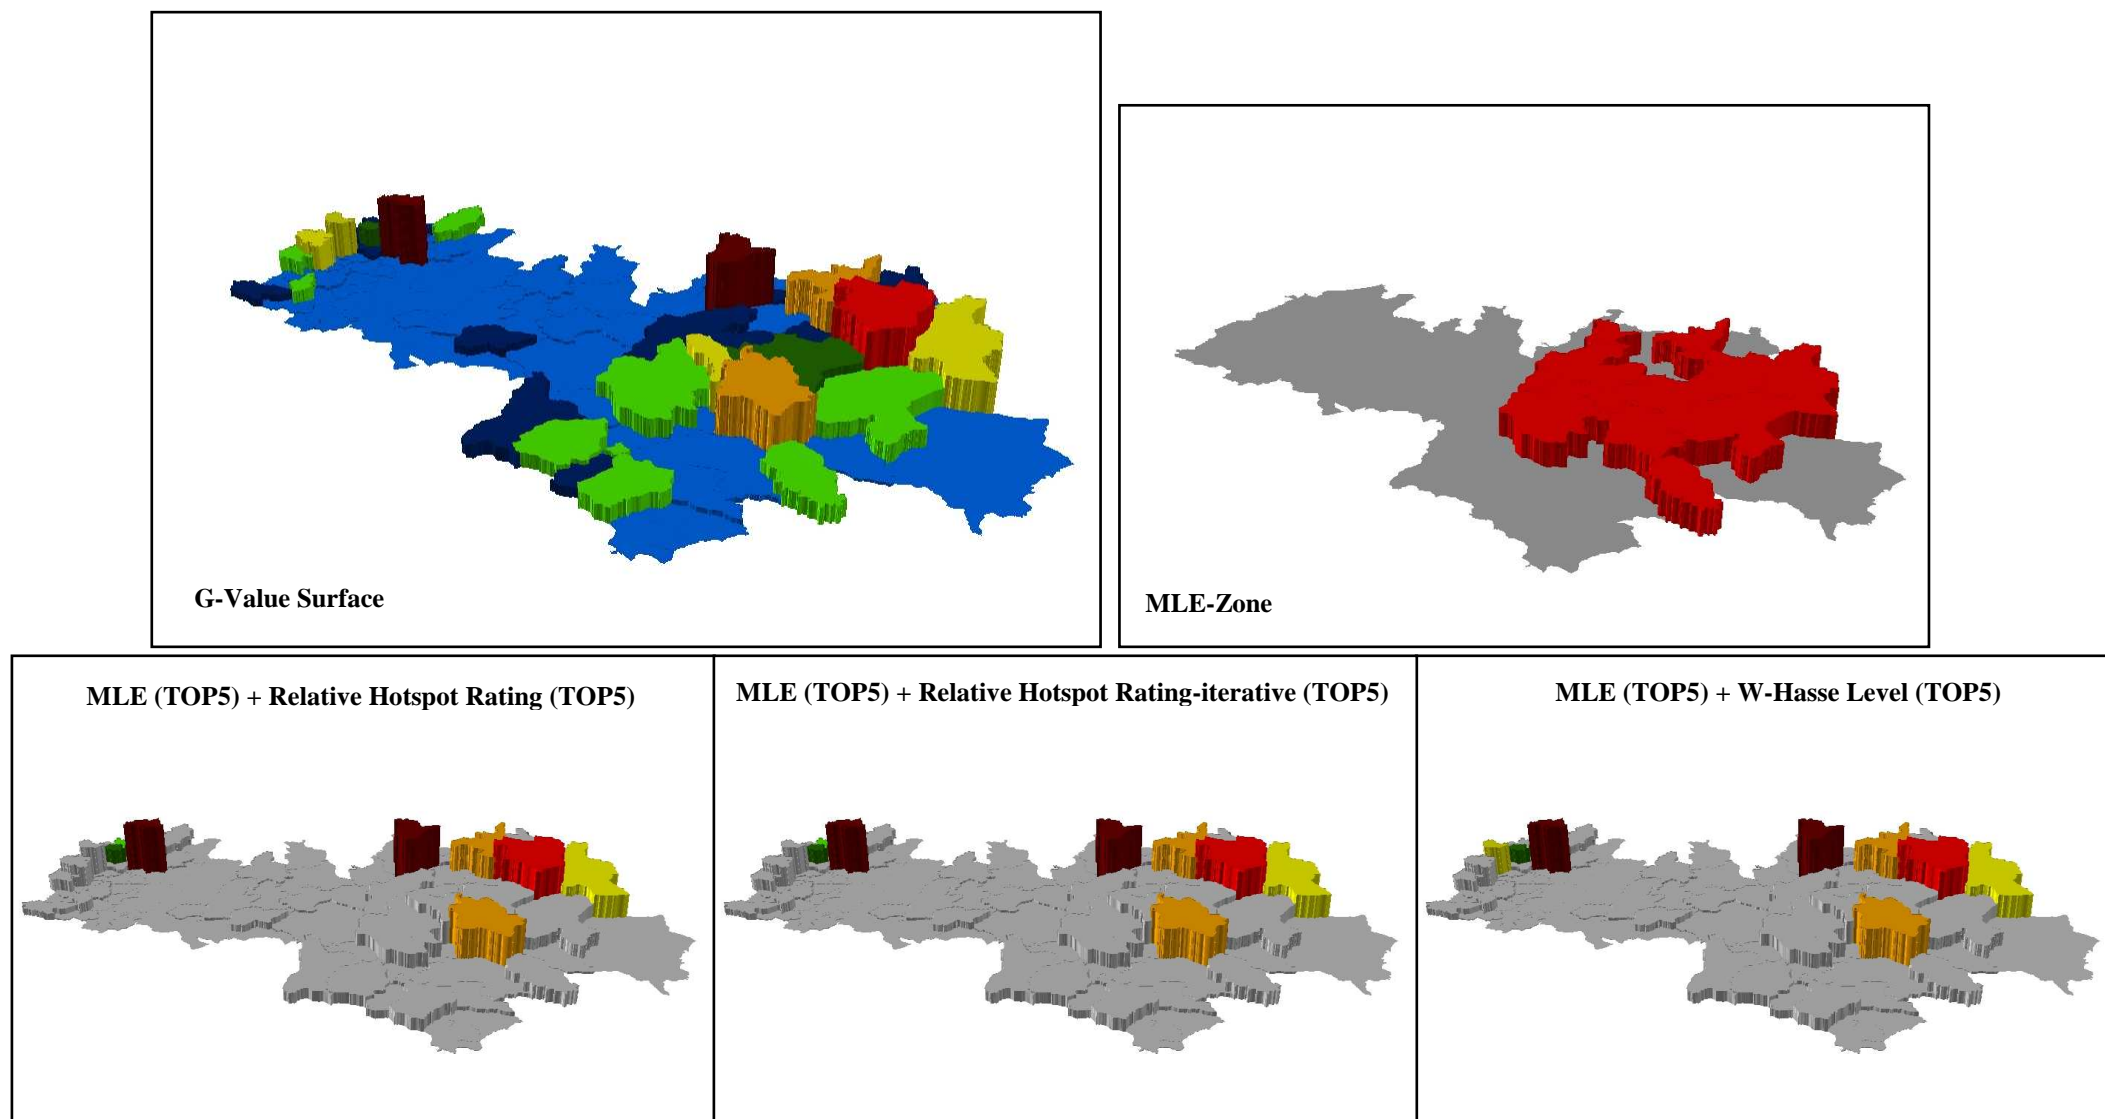 G-Value Surface
MLE-Zone
MLE (TOP5) + Relative Hotspot Rating (TOP5)
MLE (TOP5) + Relative Hotspot Rating-iterative (TOP5)
MLE (TOP5) + W-Hasse Level (TOP5)